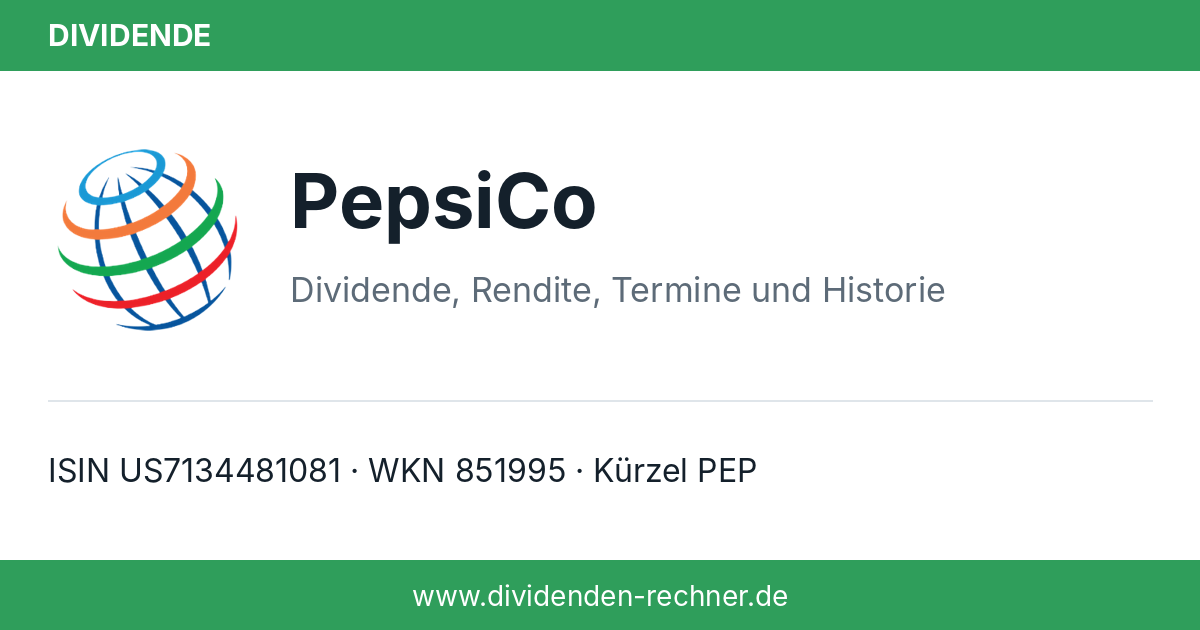 DIVIDENDE
PepsiCo
Dividende, Rendite, Termine und Historie
ISIN US7134481081 · WKN 851995 · Kürzel PEP
www.dividenden-rechner.de